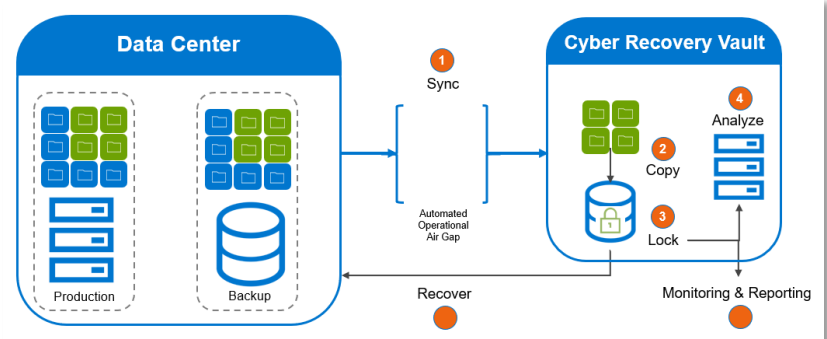 Data Center
Cyber Recovery Vault
1
Sync
4
Analyze
2
Copy
Automated
Operational
Air Gap
3
Lock
1
Production
Backup
Recover
Monitoring & Reporting